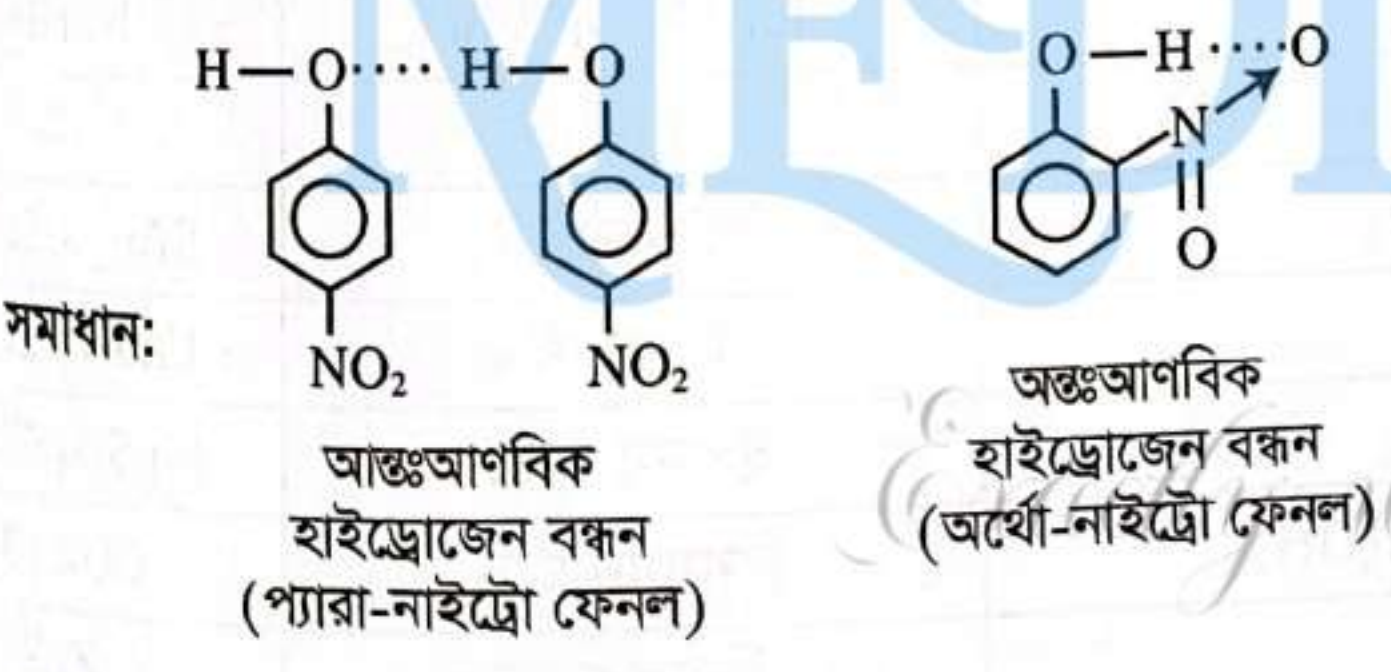 H—O····H—O
NO₂
NO₂
O—H····O
N
O
সমাধান:
আন্তঃআণবিক
হাইড্রোজেন বন্ধন
(প্যারা-নাইট্রো ফেনল)
অন্তঃআণবিক
হাইড্রোজেন বন্ধন
(অর্থো-নাইট্রো ফেনল)